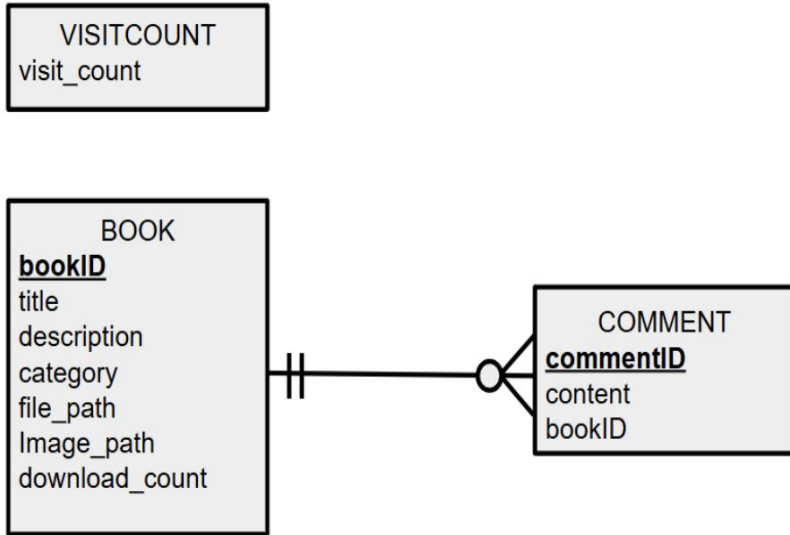 VISITCOUNT
visit_count
BOOK
bookID
title
description
category
file_path
Image_path
download_count
COMMENT
commentID
content
bookID